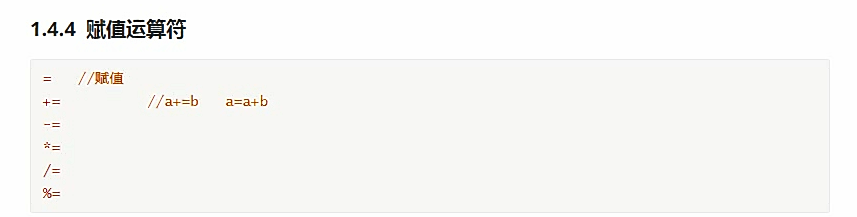 1.4.4 赋值运算符
= //赋值
+= //a+=b a=a+b
-=
*=
/=
%=